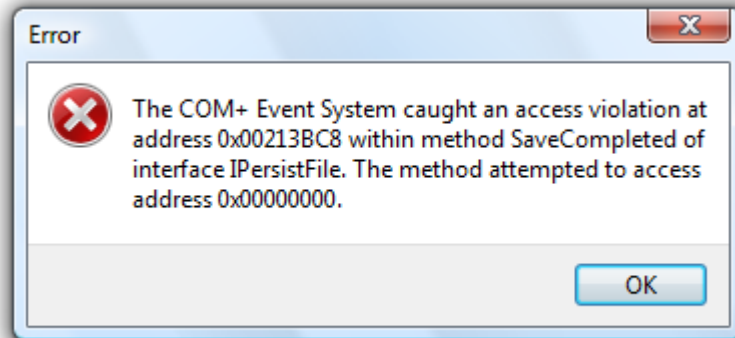 Error
The COM+ Event System caught an access violation at
address 0x00213BC8 within method SaveCompleted of
interface IPersistFile. The method attempted to access
address 0x00000000.
OK